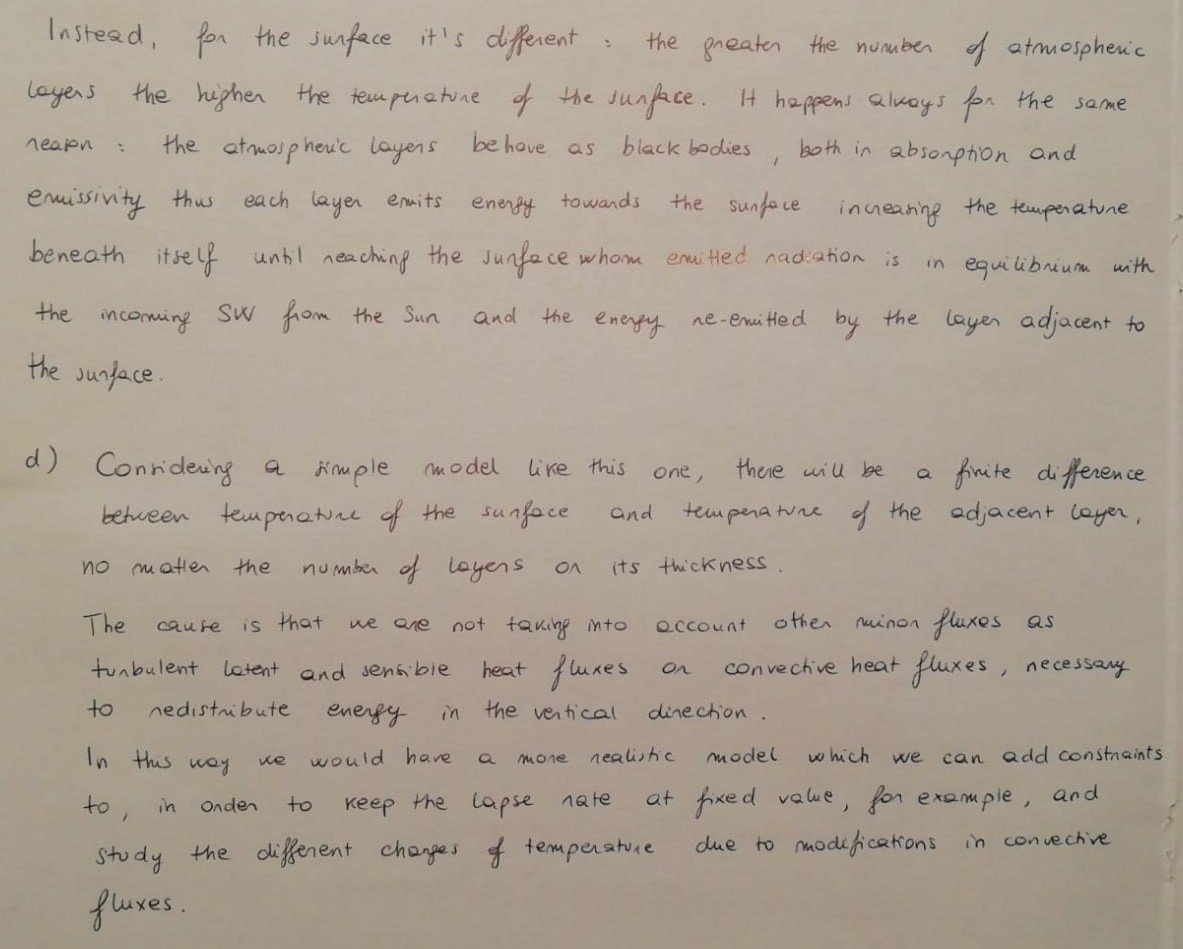 Instead, for the surface it's different : the greater the number of atmospheric
layers the higher the temperature of the surface. It happens always for the same
reason : the atmospheric layers behave as black bodies , both in absorption and
emissivity thus each layer emits energy towards the surface increasing the temperature
beneath itself until reaching the surface whom emitted radiation is in equilibrium with
the incoming SW from the Sun and the energy re-emitted by the layer adjacent to
the surface.
d) Considering a simple model like this one, there will be a finite difference
between temperature of the surface and temperature of the adjacent layer,
no matter the number of layers or its thickness.
The cause is that we are not taking into account other minor fluxes as
turbulent latent and sensible heat fluxes or convective heat fluxes, necessary
to redistribute energy in the vertical direction.
In this way we would have a more realistic model which we can add constraints
to, in order to keep the lapse rate at fixed value, for example, and
study the different changes of temperature due to modifications in convective
fluxes.